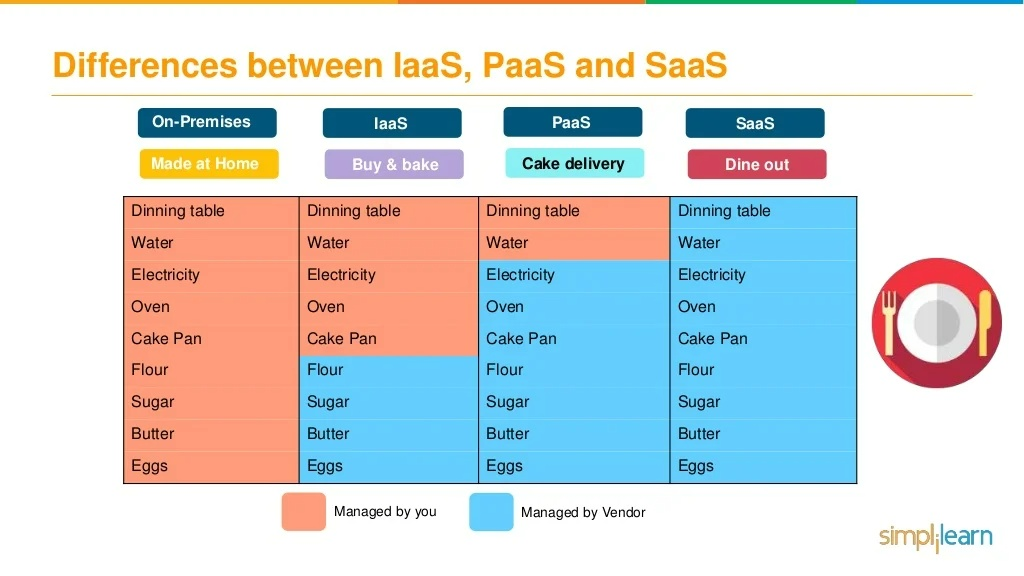 Differences between IaaS, PaaS and SaaS
On-Premises IaaS PaaS SaaS
Made at Home Buy & bake Cake delivery Dine out
Dinning table Dinning table Dinning table Dinning table
Water Water Water Water
Electricity Electricity Electricity Electricity
Oven Oven Oven Oven
Cake Pan Cake Pan Cake Pan Cake Pan
Flour Flour Flour Flour
Sugar Sugar Sugar Sugar
Butter Butter Butter Butter
Eggs Eggs Eggs Eggs
Managed by you Managed by Vendor
simplilearn